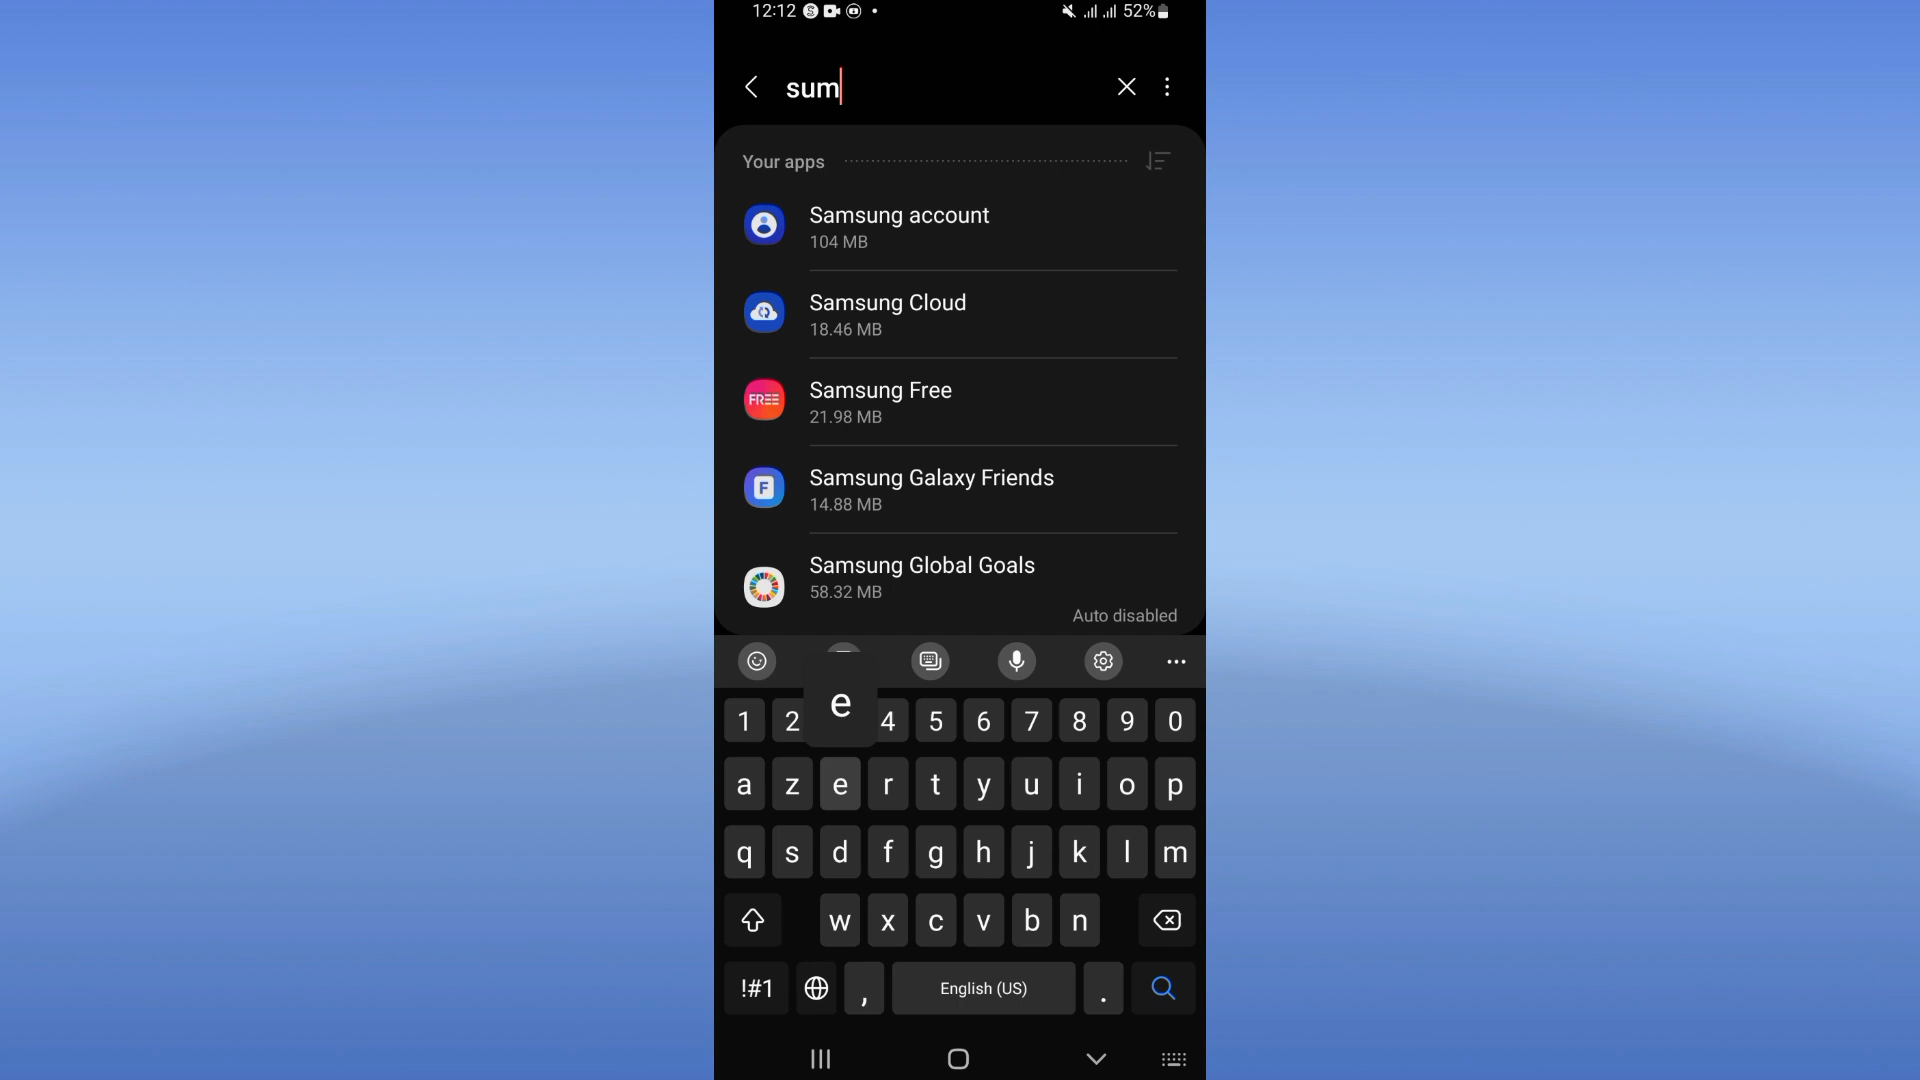 12:12 52%
sum
Your apps
Samsung account
104 MB
Samsung Cloud
18.46 MB
FREE
Samsung Free
21.98 MB
F
Samsung Galaxy Friends
14.88 MB
Samsung Global Goals
58.32 MB
Auto disabled
e
1 2 4 5 6 7 8 9 0
a z e r t y u i o p
q s d f g h j k l m
w x c v b n
!#1 , English (US) .